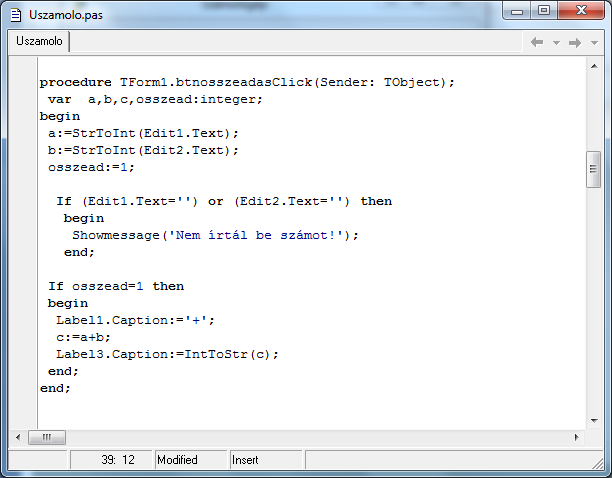 Uszamolo.pas
Uszamolo
procedure TForm1.btnosszeadasClick(Sender: TObject);
var  a,b,c,osszead:integer;
begin
a:=StrToInt(Edit1.Text);
b:=StrToInt(Edit2.Text);
osszead:=1;
If (Edit1.Text='') or (Edit2.Text='') then
begin
Showmessage('Nem írtál be számot!');
end;
If osszead=1 then
begin
Label1.Caption:='+';
c:=a+b;
Label3.Caption:=IntToStr(c);
end;
end;
39: 12 Modified Insert